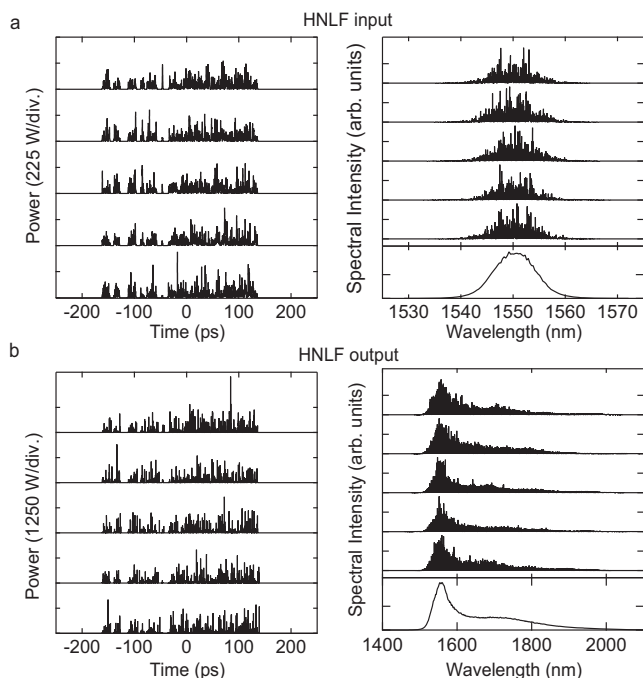 a
HNLF input
Power (225 W/div.)
-200 -100 0 100 200
Time (ps)
Spectral Intensity (arb. units)
1530 1540 1550 1560 1570
Wavelength (nm)
b
HNLF output
Power (1250 W/div.)
-200 -100 0 100 200
Time (ps)
Spectral Intensity (arb. units)
1400 1600 1800 2000
Wavelength (nm)